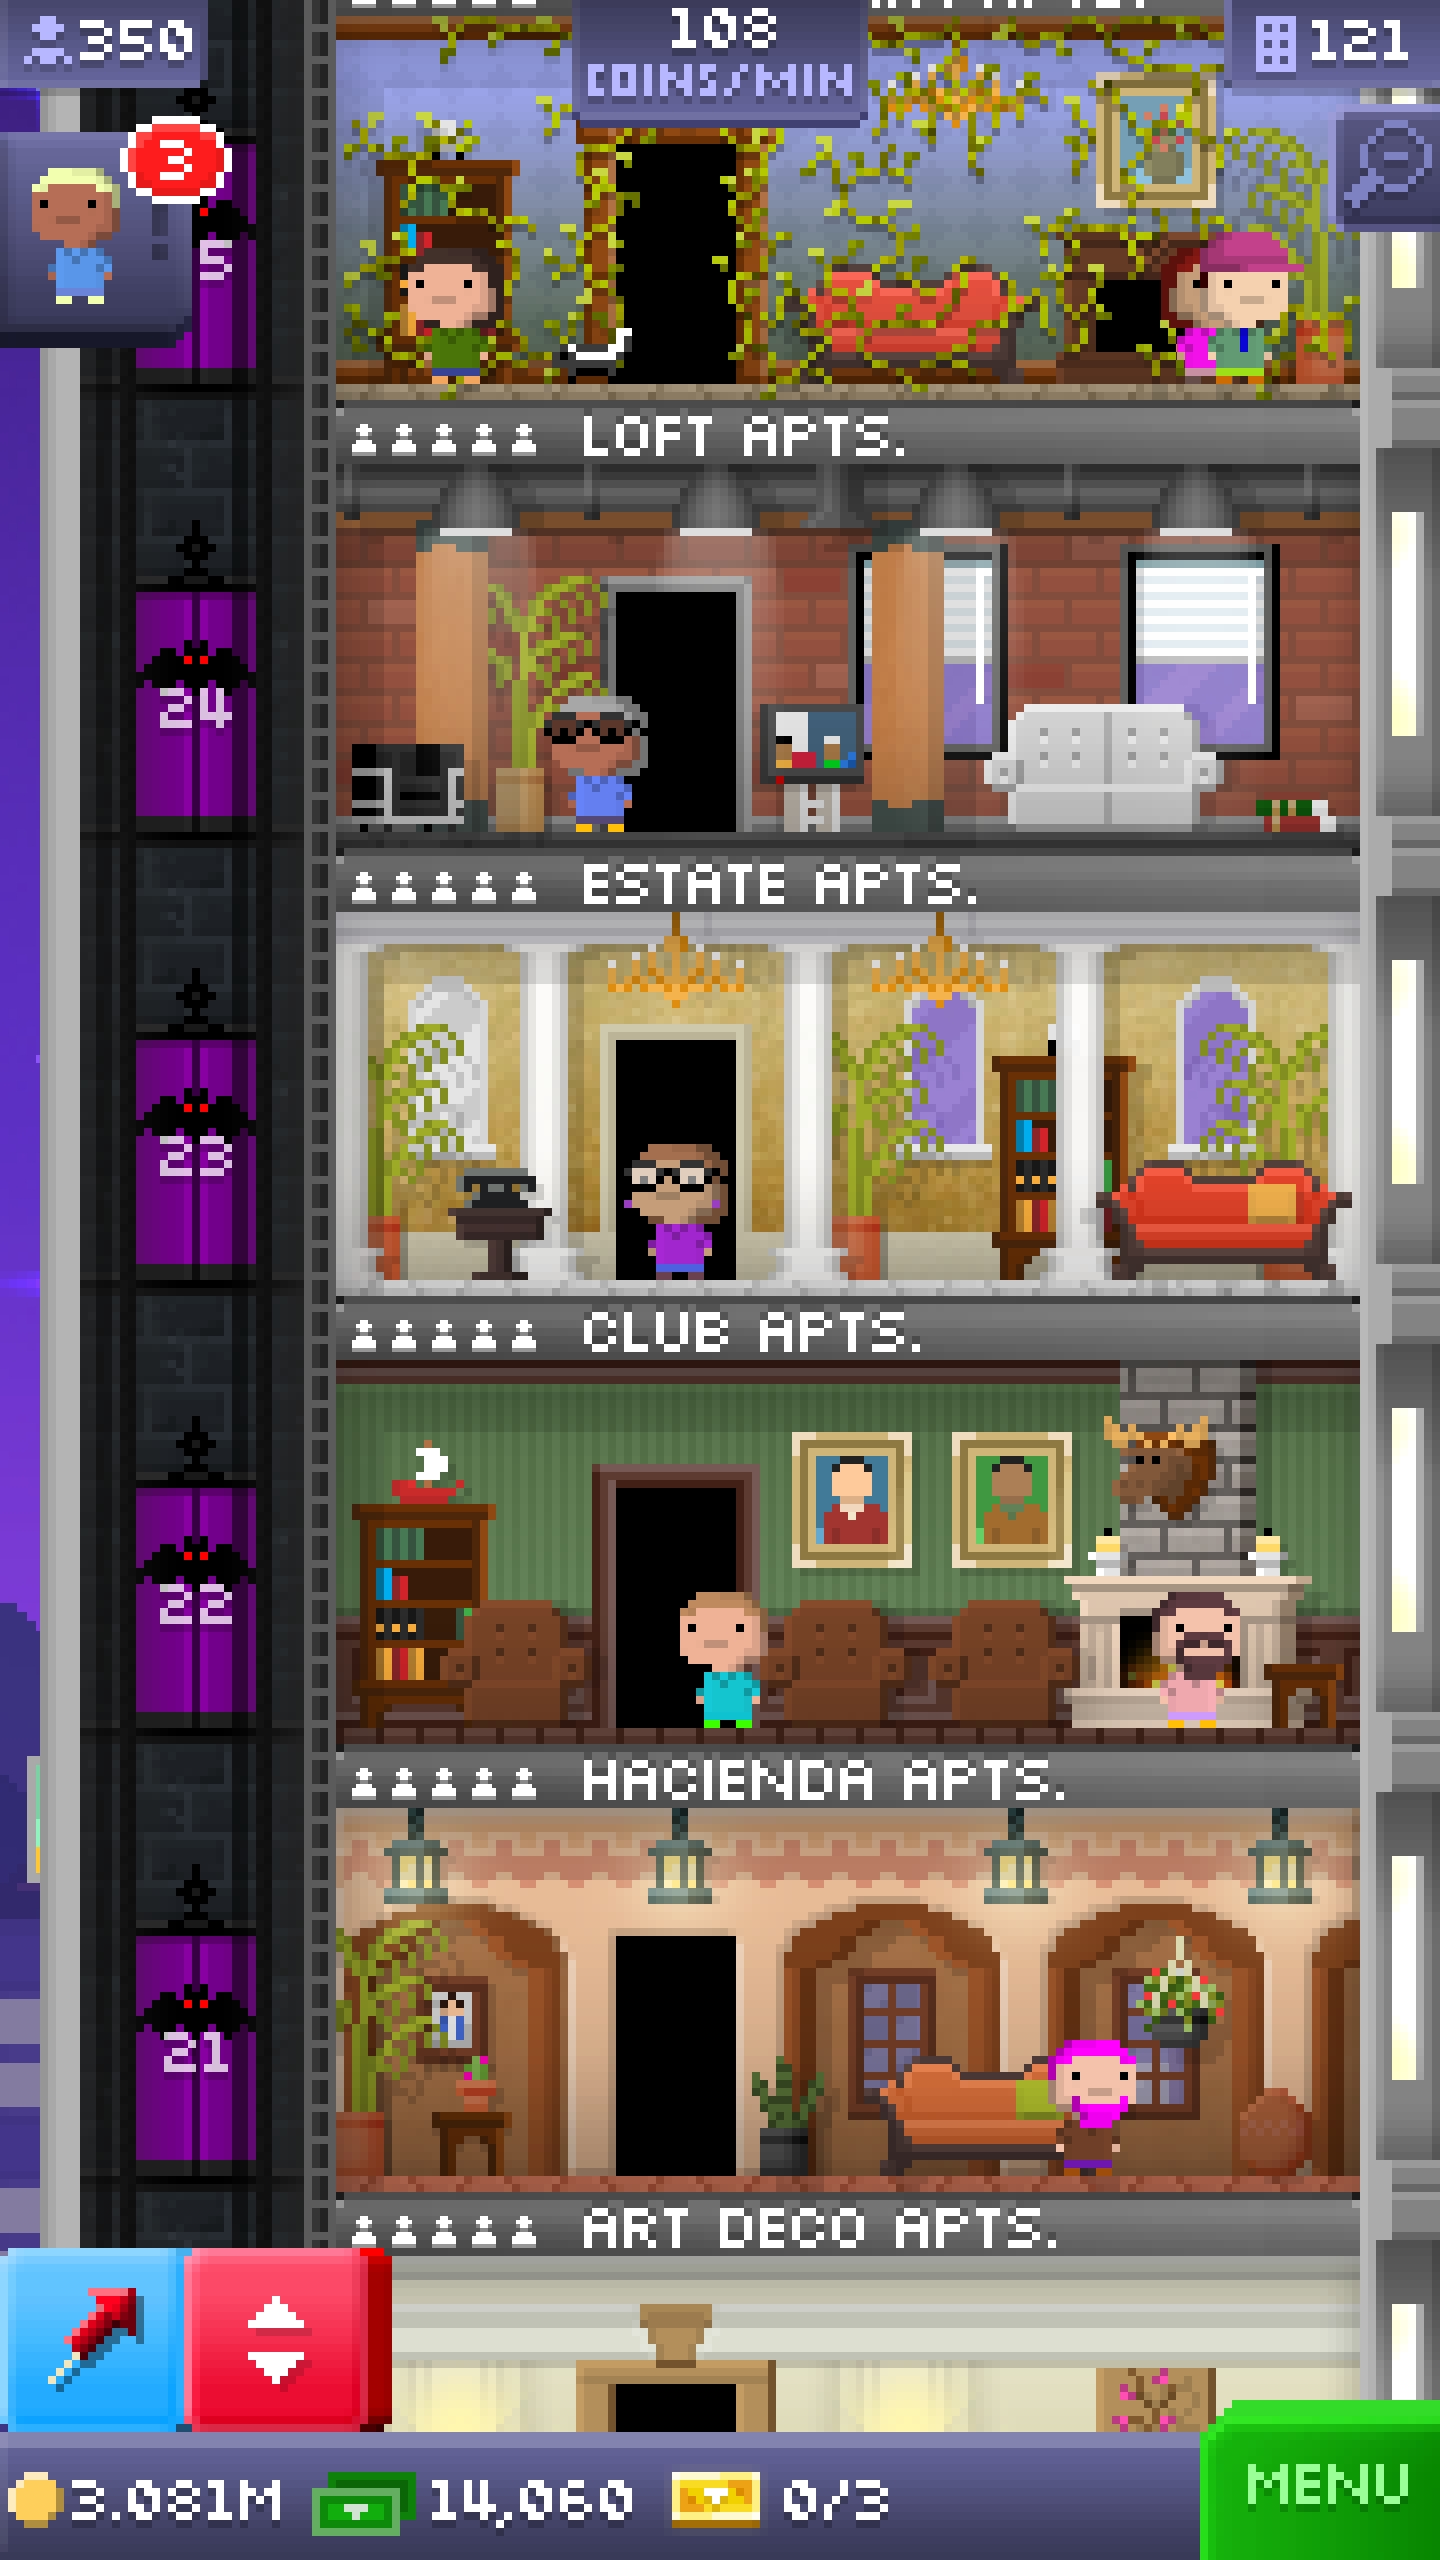 350
108
COINS/MIN
121
3
5
LOFT APTS.
24
ESTATE APTS.
23
CLUB APTS.
22
HACIENDA APTS.
21
ART DECO APTS.
3.081M
14,060
0/3
MENU